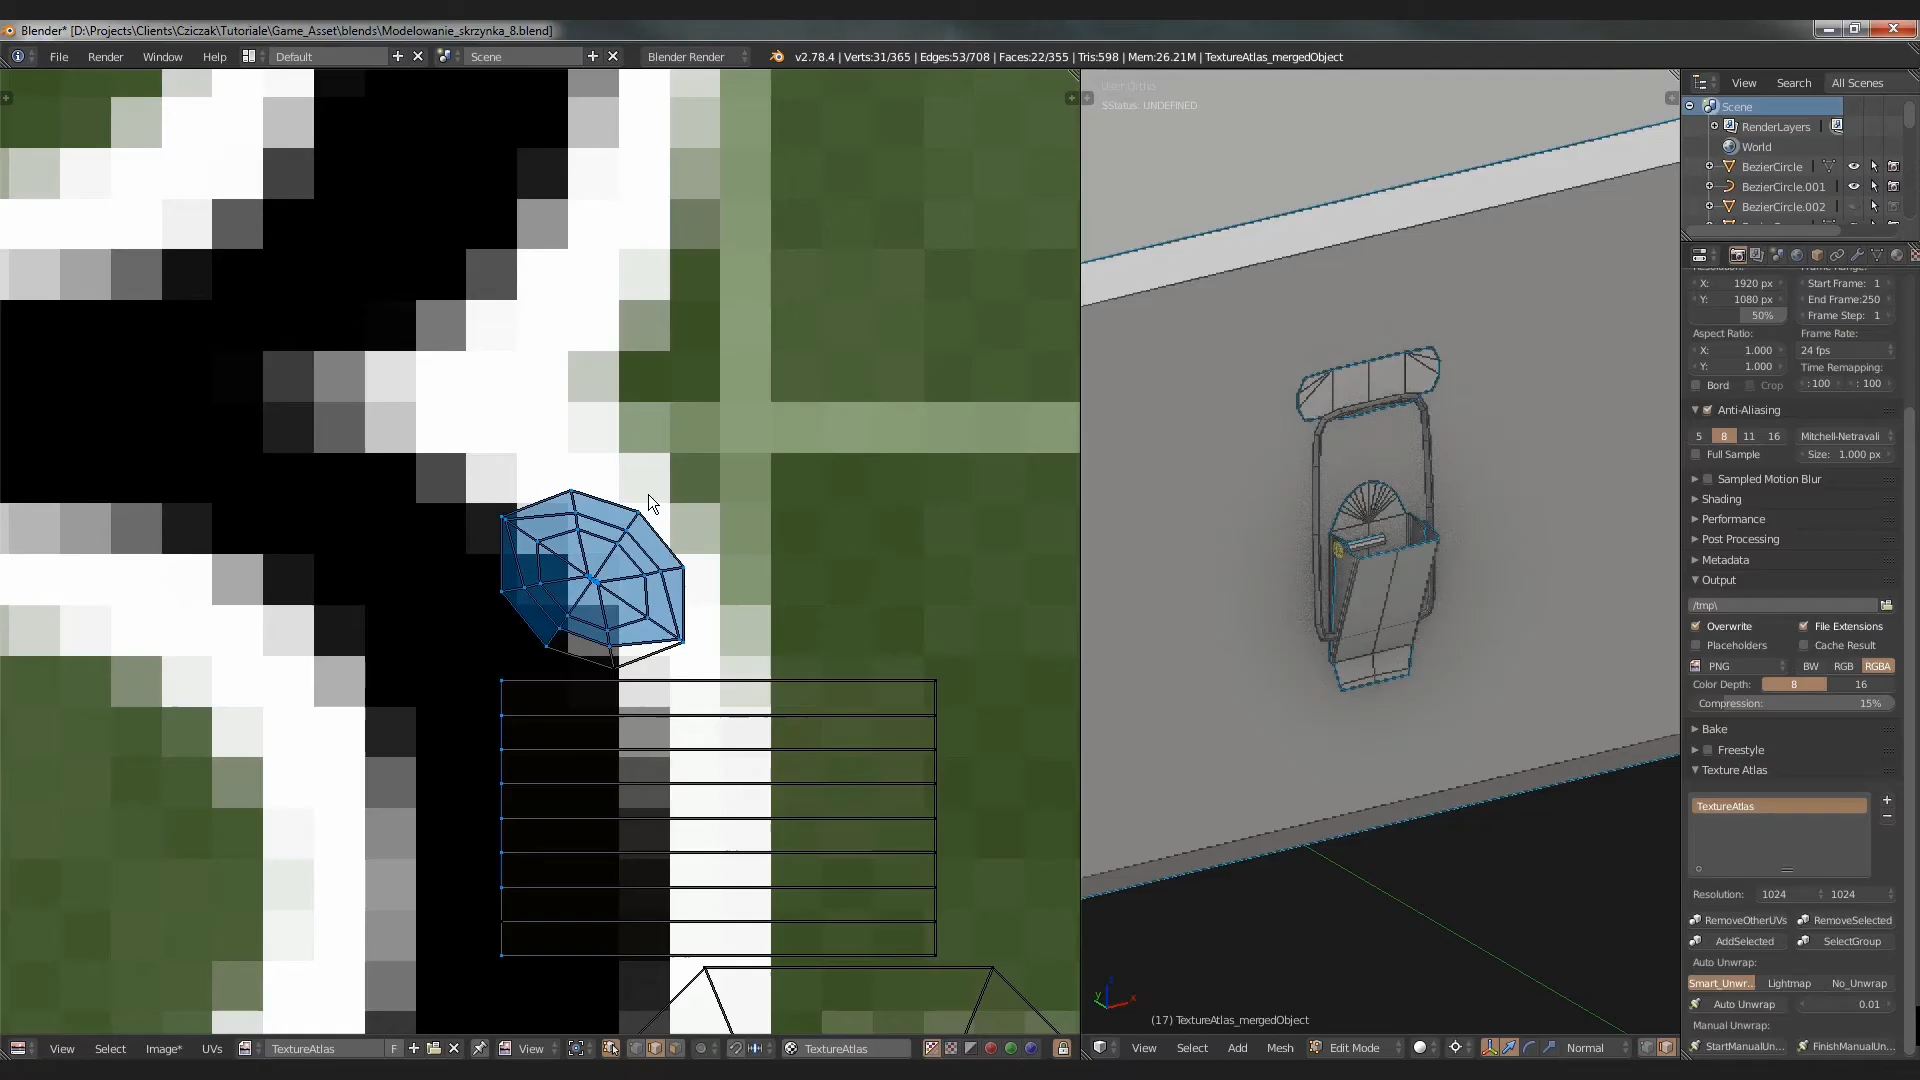 Blender* [D:\Projects\Clients\Cziczak\Tutoriale\Game_Asset\blends\Modelowanie_skrzynka_8.blend]
File Render Window Help Default Scene Blender Render v2.78.4 | Verts:31/365 | Edges:53/708 | Faces:22/355 | Tris:598 | Mem:26.21M | TextureAtlas_mergedObject
View Search All Scenes
User Ortho
$Status: UNDEFINED
Scene
RenderLayers
World
BezierCircle
BezierCircle.001
BezierCircle.002
X: 1920 px Start Frame: 1
Y: 1080 px End Frame:250
50% Frame Step: 1
Aspect Ratio: Frame Rate:
X: 1.000 24 fps
Y: 1.000 Time Remapping:
Bord Crop :100 : 100
Anti-Aliasing
5 8 11 16 Mitchell-Netravali
Full Sample Size: 1.000 px
Sampled Motion Blur
Shading
Performance
Post Processing
Metadata
Output
/tmp\
Overwrite File Extensions
Placeholders Cache Result
PNG BW RGB RGBA
Color Depth: 8 16
Compression: 15%
Bake
Freestyle
Texture Atlas
TextureAtlas
Resolution: 1024 1024
RemoveOtherUVs RemoveSelected
AddSelected SelectGroup
Auto Unwrap:
Smart_Unwr... Lightmap No_Unwrap
Auto Unwrap 0.01
Manual Unwrap:
StartManualUn... FinishManualUn...
z
y x
(17) TextureAtlas_mergedObject
View Select Image* UVs TextureAtlas F View TextureAtlas View Select Add Mesh Edit Mode Normal